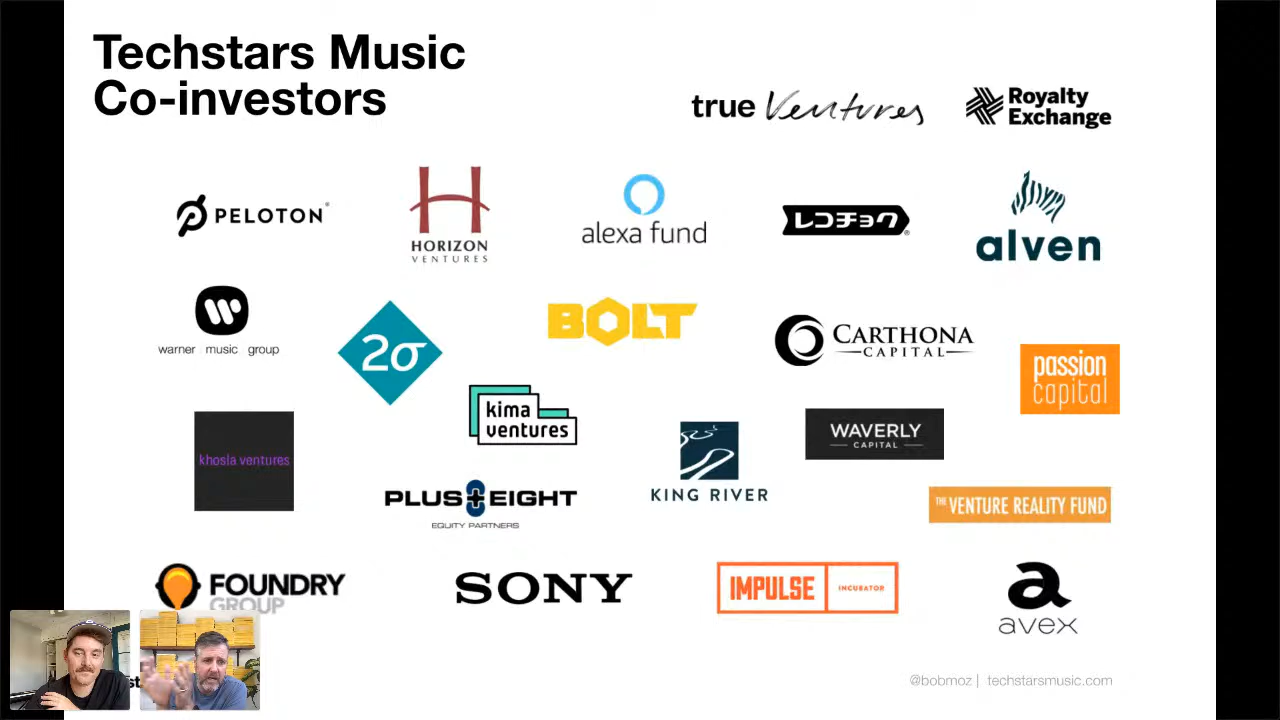 Techstars Music
Co-investors
true Ventures
Royalty
Exchange
PELOTON®
HORIZON
VENTURES
alexa fund
レコチョク®
alven
warner music group
2σ
BOLT
CARTHONA
CAPITAL
passion
capital
kima
ventures
khosla ventures
WAVERLY
CAPITAL
KING RIVER
PLUS+EIGHT
EQUITY PARTNERS
THE VENTURE REALITY FUND
FOUNDRY
GROUP
SONY
IMPULSE
INCUBATOR
a
avex
@bobmoz | techstarsmusic.com